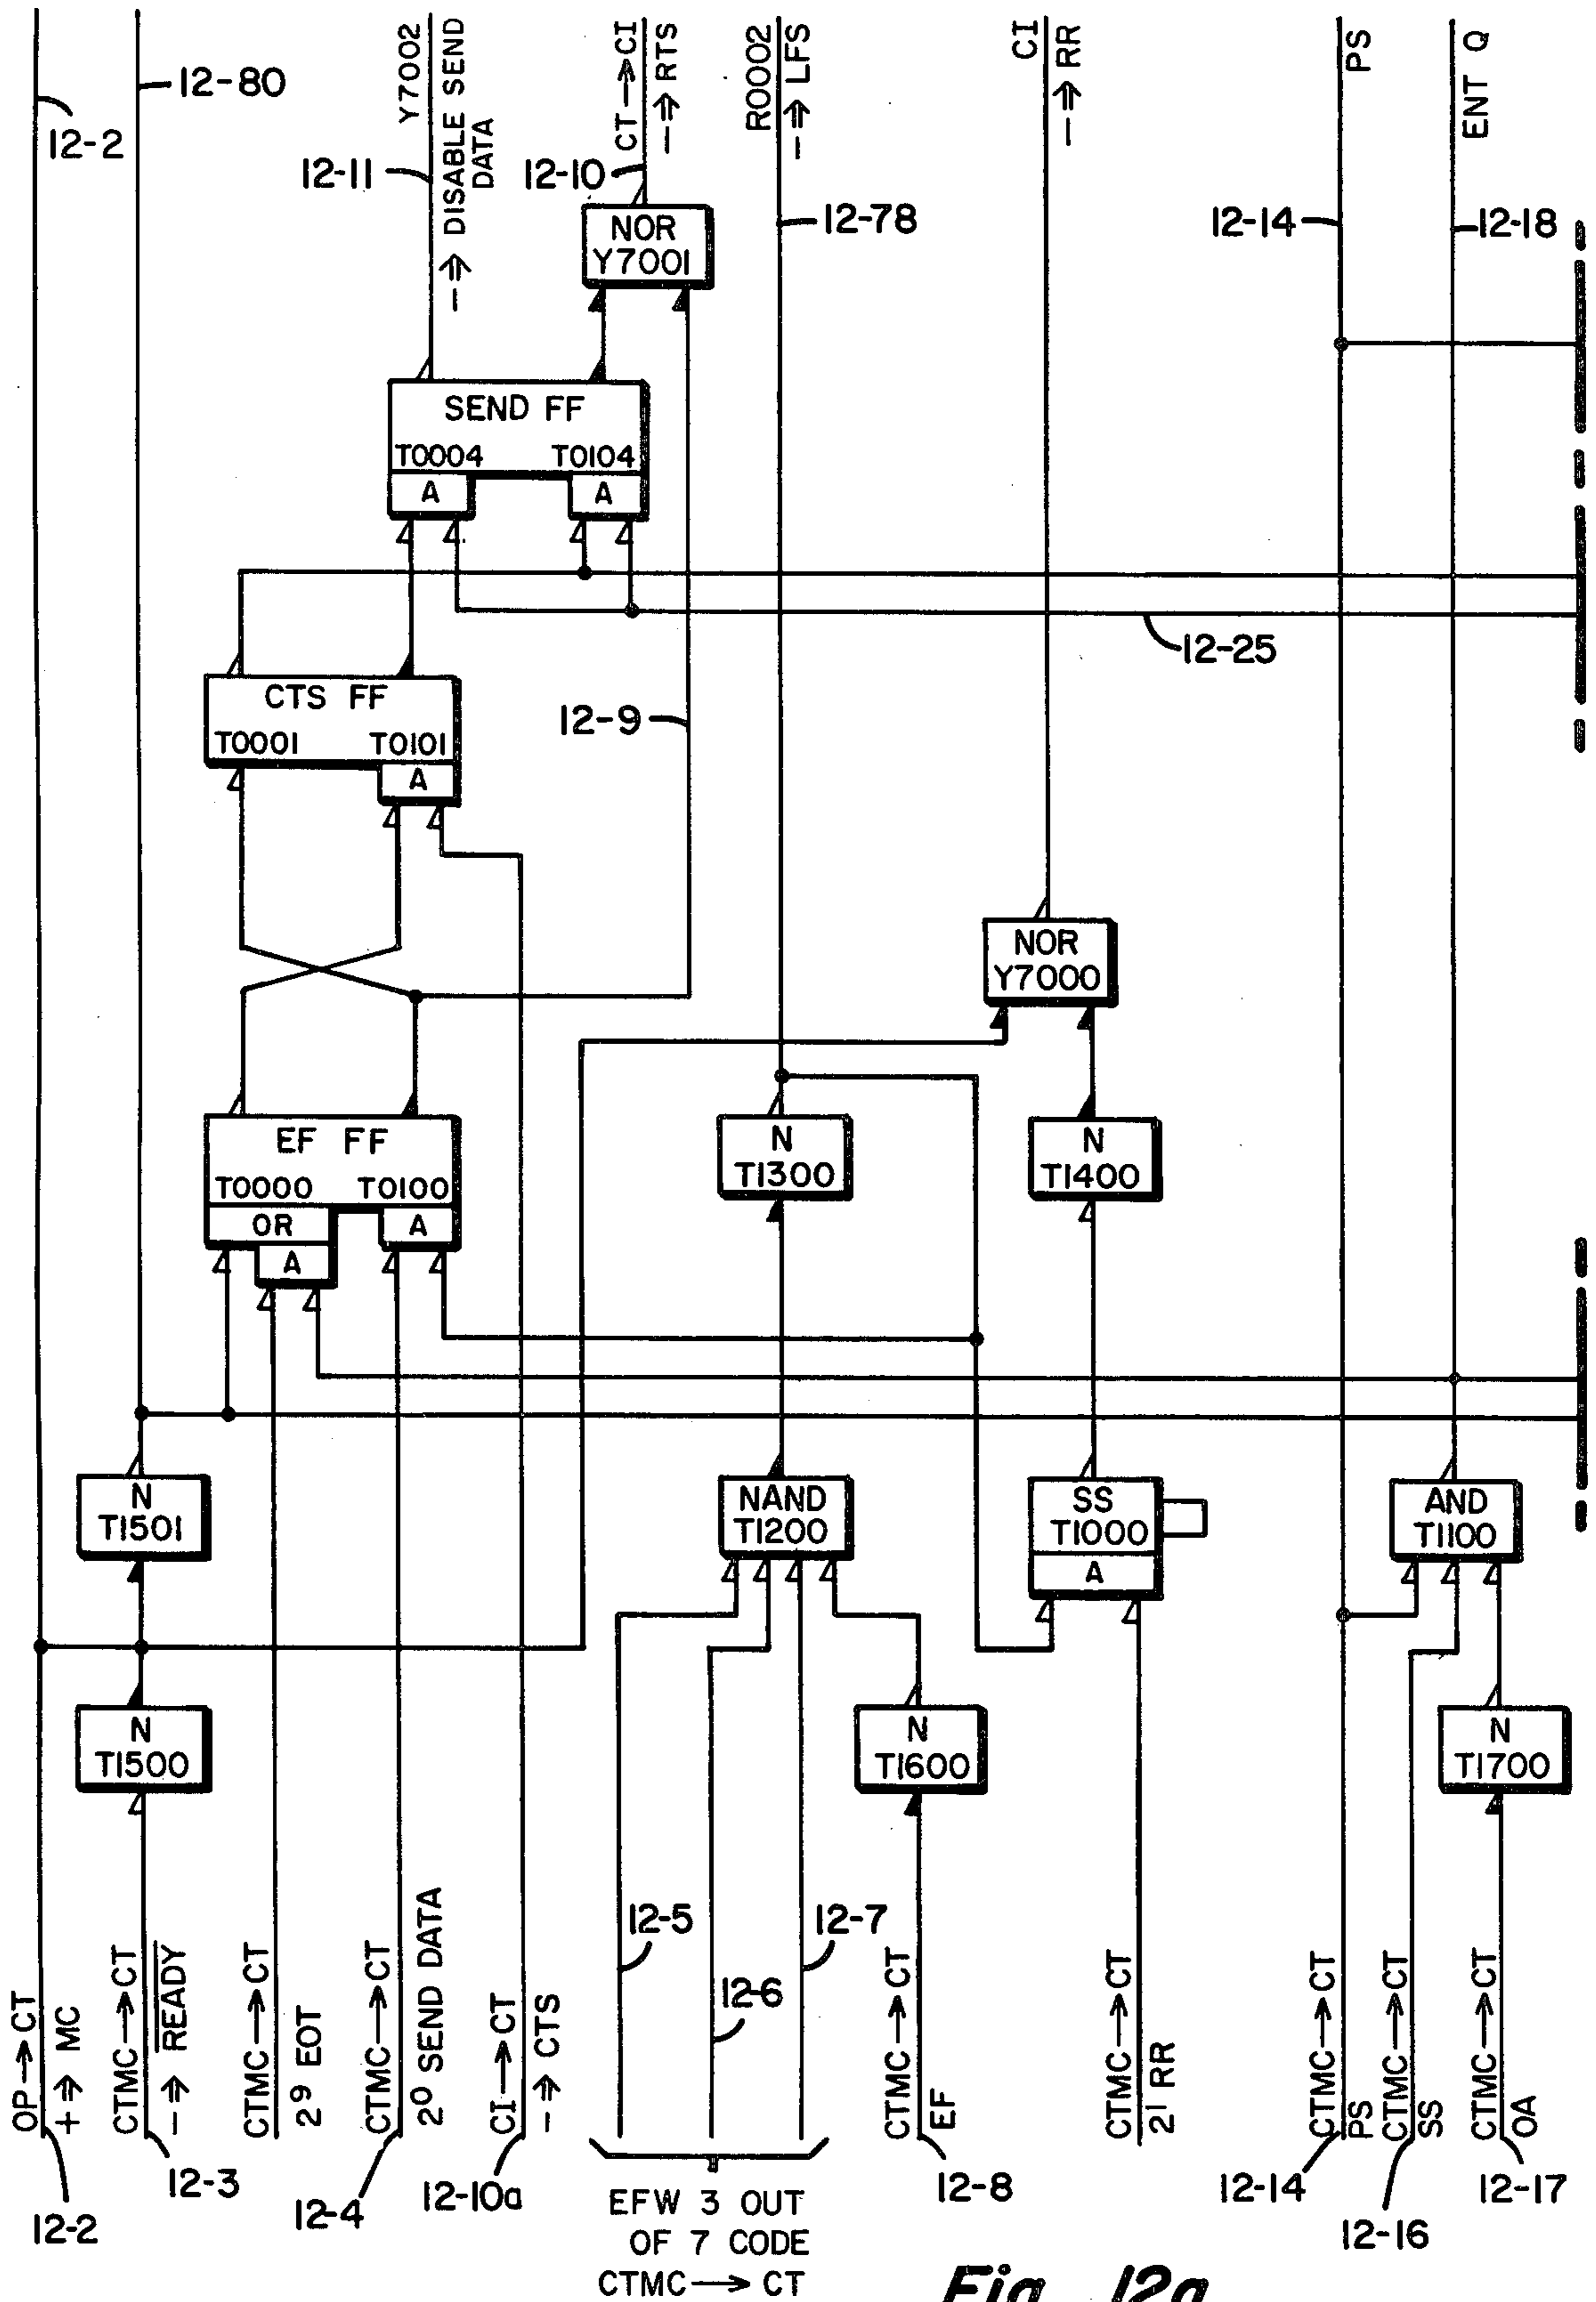 12-2
12-80
Y7002
—⇒ DISABLE SEND
DATA
12-11
CT→CI
—⇒ RTS
12-10
R0002
—⇒ LFS
12-78
CI
—⇒ RR
PS
12-14
ENT Q
12-18
NOR
Y7001
SEND FF
T0004 T0104
A A
12-25
CTS FF
T0001 T0101
A
12-9
NOR
Y7000
EF FF
T0000 T0100
OR A
A
N
T1300
N
T1400
N
T1501
NAND
T1200
SS
T1000
A
AND
T1100
N
T1500
N
T1600
N
T1700
OP→CT
+⇒ MC
12-2
CTMC→CT
—⇒ READY
12-3
CTMC→CT
2⁹ EOT
CTMC→CT
2⁰ SEND DATA
12-4
CI→CT
—⇒ CTS
12-10a
12-5
12-6
12-7
EFW 3 OUT
OF 7 CODE
CTMC→CT
CTMC→CT
EF
12-8
CTMC→CT
2¹ RR
CTMC→CT
PS
12-14
CTMC→CT
SS
12-16
CTMC→CT
OA
12-17
Fig. 12a